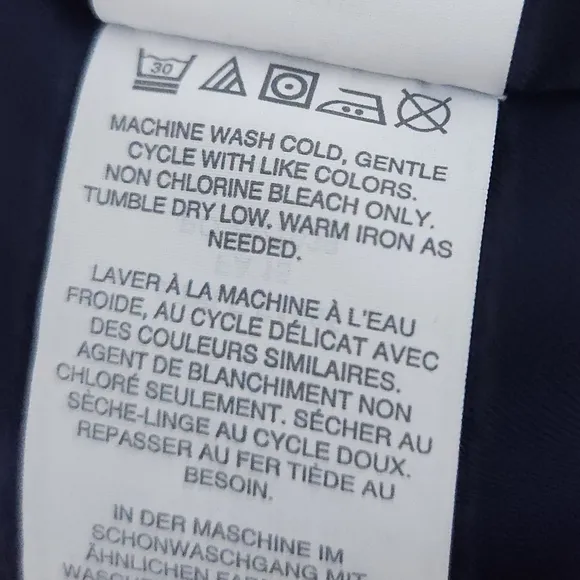 30
MACHINE WASH COLD, GENTLE
CYCLE WITH LIKE COLORS.
NON CHLORINE BLEACH ONLY.
TUMBLE DRY LOW. WARM IRON AS
NEEDED.
LAVER À LA MACHINE À L'EAU
FROIDE, AU CYCLE DÉLICAT AVEC
DES COULEURS SIMILAIRES.
AGENT DE BLANCHIMENT NON
CHLORÉ SEULEMENT. SÉCHER AU
SÈCHE-LINGE AU CYCLE DOUX.
REPASSER AU FER TIÈDE AU
BESOIN.
IN DER MASCHINE IM
SCHONWASCHGANG MIT
ÄHNLICHEN